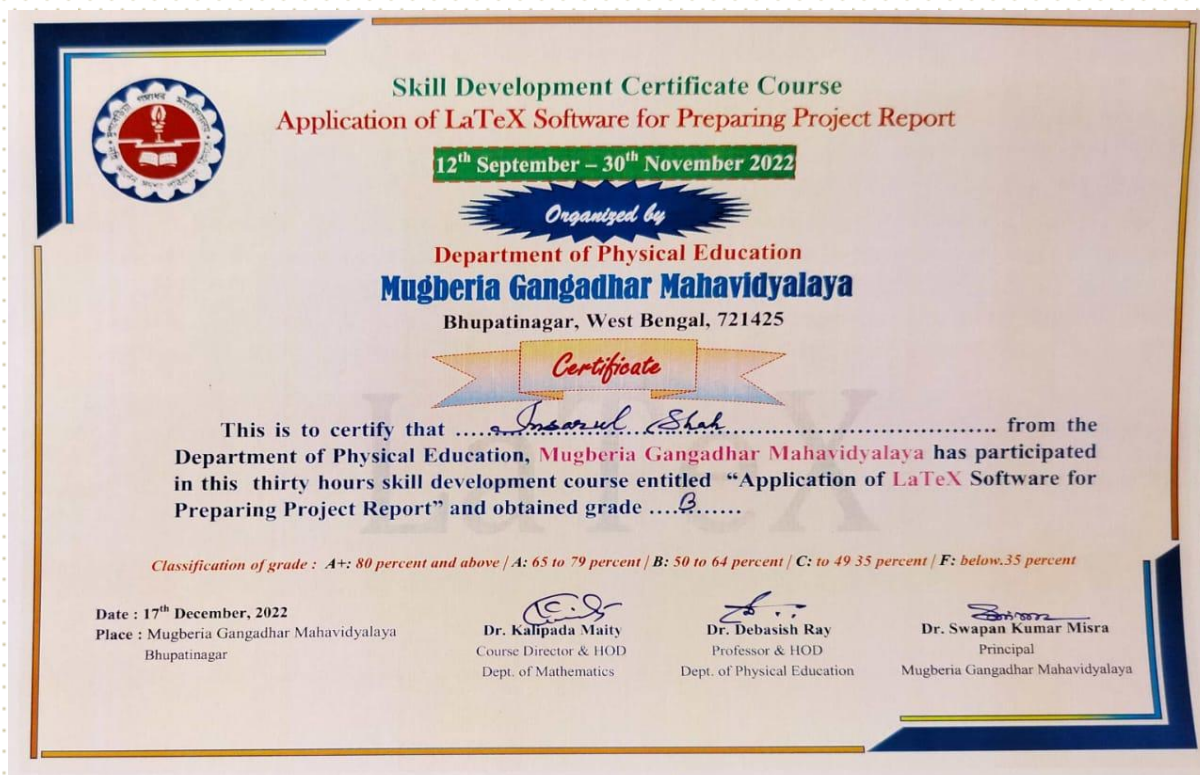 Skill Development Certificate Course
Application of LaTeX Software for Preparing Project Report
12th September – 30th November 2022
Organized by
Department of Physical Education
Mugberia Gangadhar Mahavidyalaya
Bhupatinagar, West Bengal, 721425
Certificate
LaTeX
This is to certify that .... Insarul Shah .................................... from the
Department of Physical Education, Mugberia Gangadhar Mahavidyalaya has participated
in this thirty hours skill development course entitled “Application of LaTeX Software for
Preparing Project Report” and obtained grade ....B......
Classification of grade : A+: 80 percent and above / A: 65 to 79 percent / B: 50 to 64 percent / C: to 49 35 percent / F: below.35 percent
Date : 17th December, 2022
Place : Mugberia Gangadhar Mahavidyalaya
Bhupatinagar
Dr. Kalipada Maity
Course Director & HOD
Dept. of Mathematics
Dr. Debasish Ray
Professor & HOD
Dept. of Physical Education
Dr. Swapan Kumar Misra
Principal
Mugberia Gangadhar Mahavidyalaya